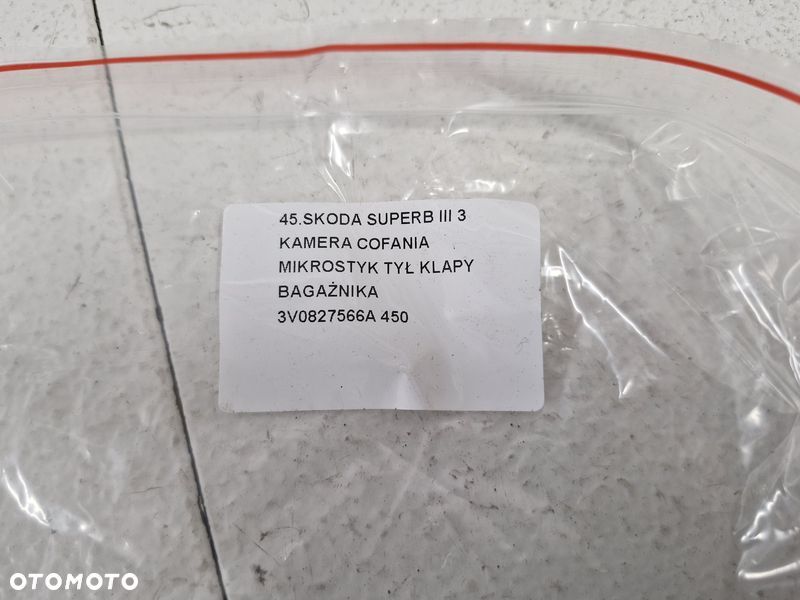 45.SKODA SUPERB III 3
KAMERA COFANIA
MIKROSTYK TYŁ KLAPY
BAGAŻNIKA
3V0827566A 450
OTOMOTO